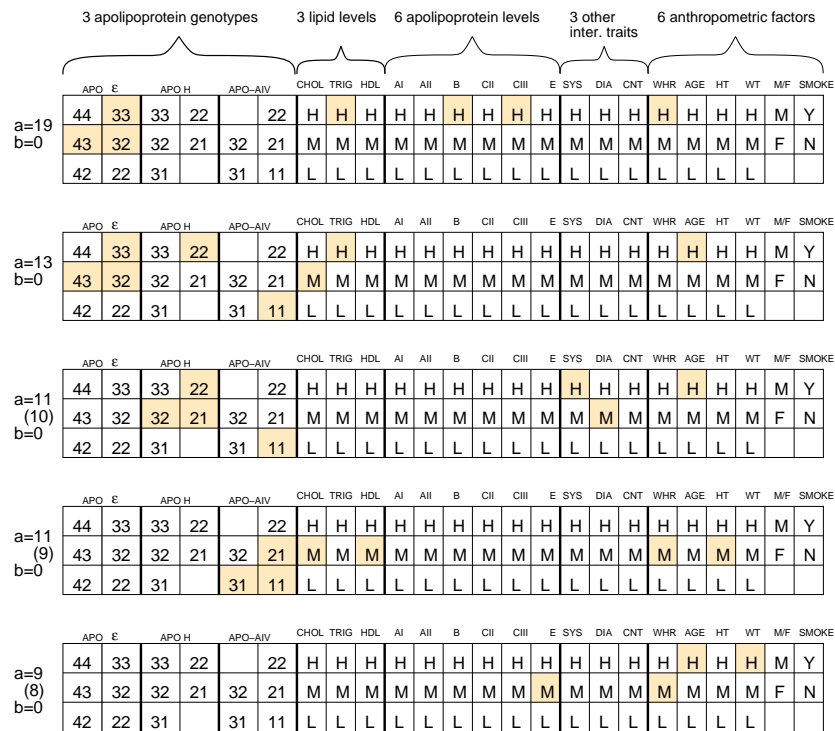 3 apolipoprotein genotypes 3 lipid levels 6 apolipoprotein levels 3 other inter. traits 6 anthropometric factors
APO ε APO H APO–AIV CHOL TRIG HDL AI AII B CII CIII E SYS DIA CNT WHR AGE HT WT M/F SMOKE
44 33 33 22 22 H H H H H H H H H H H H H H H H M Y
a=19
b=0
43 32 32 21 32 21 M M M M M M M M M M M M M M M M F N
42 22 31 31 11 L L L L L L L L L L L L L L L L
APO ε APO H APO–AIV CHOL TRIG HDL AI AII B CII CIII E SYS DIA CNT WHR AGE HT WT M/F SMOKE
44 33 33 22 22 H H H H H H H H H H H H H H H H M Y
a=13
b=0
43 32 32 21 32 21 M M M M M M M M M M M M M M M M F N
42 22 31 31 11 L L L L L L L L L L L L L L L L
APO ε APO H APO–AIV CHOL TRIG HDL AI AII B CII CIII E SYS DIA CNT WHR AGE HT WT M/F SMOKE
44 33 33 22 22 H H H H H H H H H H H H H H H H M Y
a=11
(10)
b=0
43 32 32 21 32 21 M M M M M M M M M M M M M M M M F N
42 22 31 31 11 L L L L L L L L L L L L L L L L
APO ε APO H APO–AIV CHOL TRIG HDL AI AII B CII CIII E SYS DIA CNT WHR AGE HT WT M/F SMOKE
44 33 33 22 22 H H H H H H H H H H H H H H H H M Y
a=11
(9)
b=0
43 32 32 21 32 21 M M M M M M M M M M M M M M M M F N
42 22 31 31 11 L L L L L L L L L L L L L L L L
APO ε APO H APO–AIV CHOL TRIG HDL AI AII B CII CIII E SYS DIA CNT WHR AGE HT WT M/F SMOKE
44 33 33 22 22 H H H H H H H H H H H H H H H H M Y
a=9
(8)
b=0
43 32 32 21 32 21 M M M M M M M M M M M M M M M M F N
42 22 31 31 11 L L L L L L L L L L L L L L L L